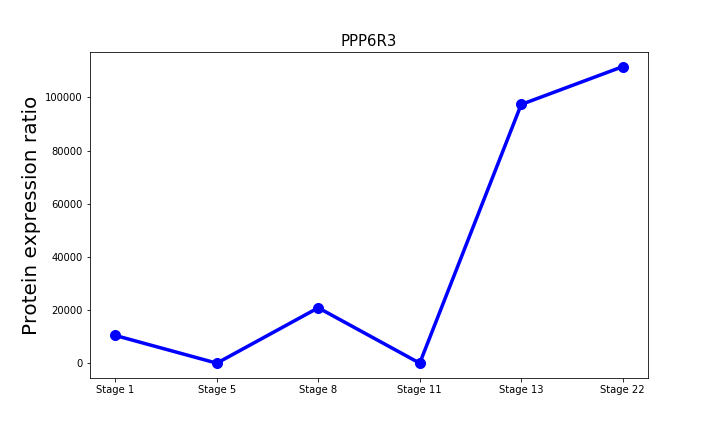 PPP6R3
Protein expression ratio
100000
80000
60000
40000
20000
0
Stage 1 Stage 5 Stage 8 Stage 11 Stage 13 Stage 22